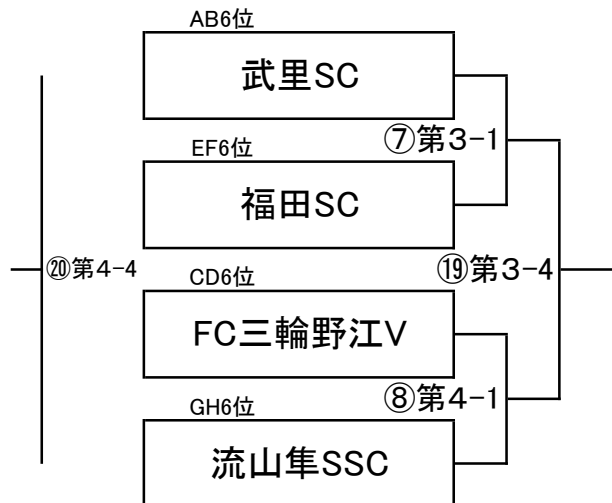 AB6位
武里SC
⑦第3-1
EF6位
福田SC
⑳第4-4
⑲第3-4
CD6位
FC三輪野江V
⑧第4-1
GH6位
流山隼SSC